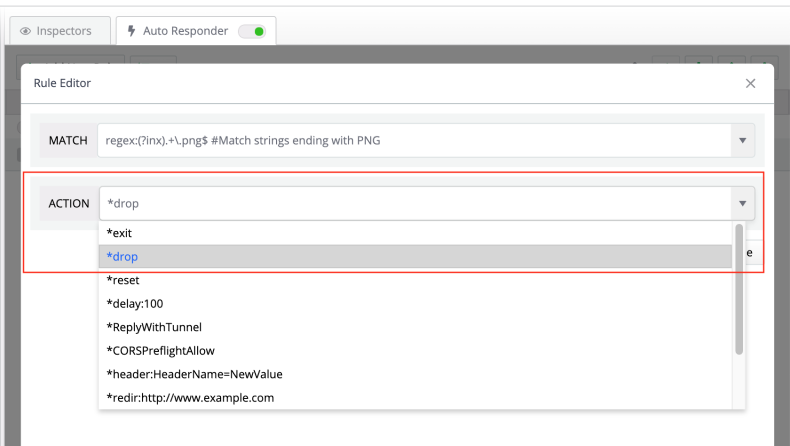 Inspectors
Auto Responder
Rule Editor
MATCH
regex:(?inx).+\.png$ #Match strings ending with PNG
ACTION
*drop
*exit
*drop
e
*reset
*delay:100
*ReplyWithTunnel
*CORSPreflightAllow
*header:HeaderName=NewValue
*redir:http://www.example.com